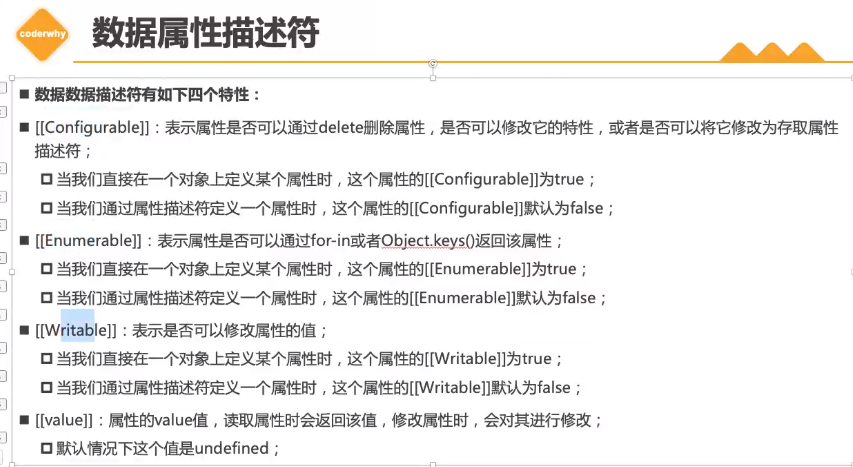 coderwhy
数据属性描述符
■ 数据数据描述符有如下四个特性：
■ [[Configurable]]：表示属性是否可以通过delete删除属性，是否可以修改它的特性，或者是否可以将它修改为存取属性
描述符；
当我们直接在一个对象上定义某个属性时，这个属性的[[Configurable]]为true；
当我们通过属性描述符定义一个属性时，这个属性的[[Configurable]]默认为false；
■ [[Enumerable]]：表示属性是否可以通过for-in或者Object.keys()返回该属性；
当我们直接在一个对象上定义某个属性时，这个属性的[[Enumerable]]为true；
当我们通过属性描述符定义一个属性时，这个属性的[[Enumerable]]默认为false；
■ [[Writable]]：表示是否可以修改属性的值；
当我们直接在一个对象上定义某个属性时，这个属性的[[Writable]]为true；
当我们通过属性描述符定义一个属性时，这个属性的[[Writable]]默认为false；
■ [[value]]：属性的value值，读取属性时会返回该值，修改属性时，会对其进行修改；
默认情况下这个值是undefined；